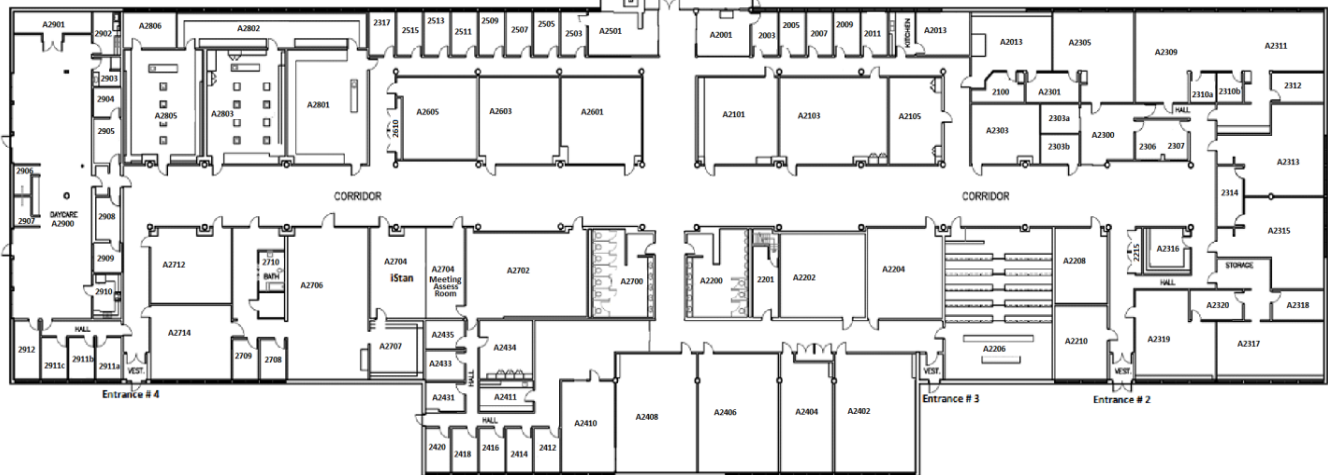 A2901
2902
A2806
A2802
2317
2515
2513
2511
2509
2507
2505
2503
A2501
A2001
2003
2005
2007
2009
2011
KITCHEN
A2013
A2013
A2305
A2309
A2311
2903
2904
2905
A2805
A2803
A2801
2610
A2605
A2603
A2601
A2101
A2103
A2105
2100
A2301
2310a
2310b
2312
HALL
A2303
2303a
2303b
A2300
2306
2307
A2313
2906
2907
DAYCARE
A2900
2908
2909
2910
CORRIDOR
CORRIDOR
2314
A2315
A2712
2710
BATH
A2706
A2704
iStan
A2704
Meeting
Assess
Room
A2702
A2700
A2200
2201
A2202
A2204
A2208
2215
A2316
STORAGE
HALL
A2714
2709
2708
A2707
A2435
A2433
A2431
HALL
A2434
A2411
HALL
A2206
A2210
A2319
A2320
A2318
A2317
HALL
2912
2911c
2911b
2911a
VEST.
VEST.
VEST.
Entrance # 4
Entrance # 3
Entrance # 2
2420
2418
2416
2414
2412
A2410
A2408
A2406
A2404
A2402